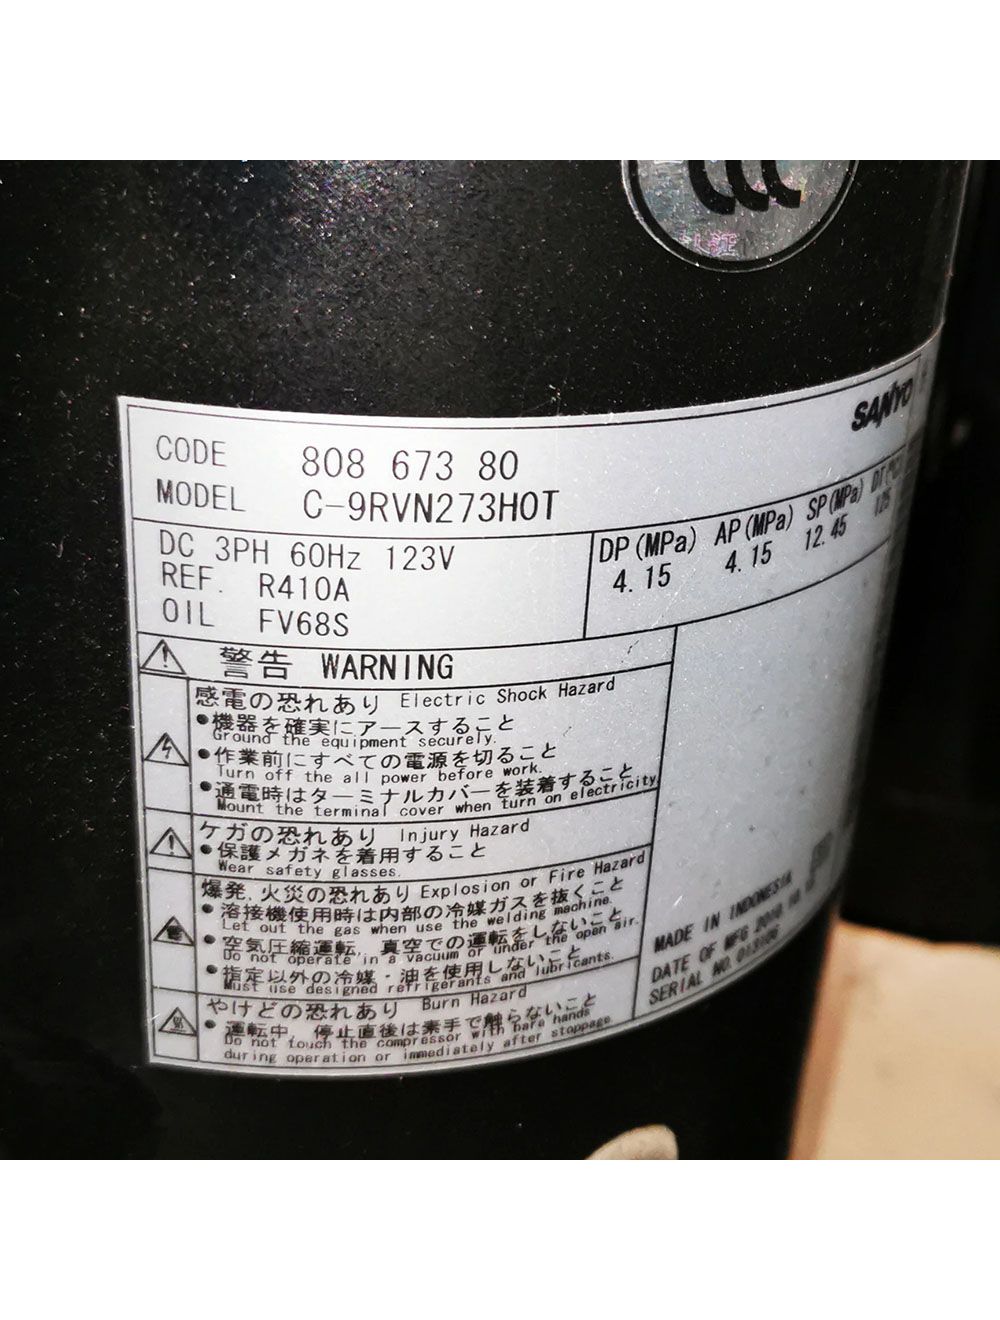 SANYO
CODE 808 673 80
MODEL C-9RVN273H0T
DC 3PH 60Hz 123V
REF. R410A
OIL FV68S
DP (MPa) AP (MPa) SP (MPa)
4.15 4.15 12.45 125
警告 WARNING
感電の恐れあり Electric Shock Hazard
•機器を確実にアースすること
Ground the equipment securely.
•作業前にすべての電源を切ること
Turn off the all power before work.
•通電時はターミナルカバーを装着すること
Mount the terminal cover when turn on electricity.
ケガの恐れあり Injury Hazard
•保護メガネを着用すること
Wear safety glasses.
爆発,火災の恐れあり Explosion or Fire Hazard
•溶接機使用時は内部の冷媒ガスを抜くこと
Let out the gas when use the welding machine.
•空気圧縮運転,真空での運転をしないこと
Do not operate in a vacuum or under the open air.
•指定以外の冷媒・油を使用しないこと
Must use designed refrigerants and lubricants.
やけどの恐れあり Burn Hazard
•運転中,停止直後は素手で触らないこと
Do not touch the compressor with bare hands
during operation or immediately after stoppage.
MADE IN INDONESIA
DATE OF MFG 2010.10
SERIAL NO.